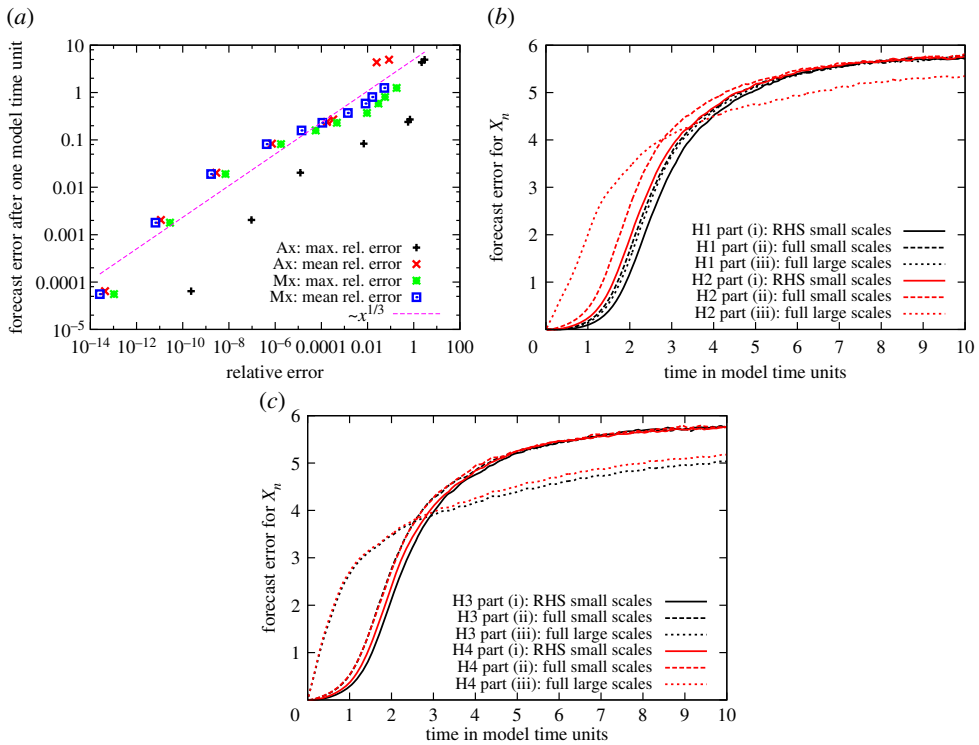 (a)
10
1
0.1
0.01
0.001
0.0001
10⁻⁵
forecast error after one model time unit
Ax: max. rel. error
Ax: mean rel. error
Mx: max. rel. error
Mx: mean rel. error
~x^1/3
10⁻¹⁴ 10⁻¹² 10⁻¹⁰ 10⁻⁸ 10⁻⁶ 0.0001 0.01 1 100
relative error
(b)
6
5
4
3
2
1
forecast error for Xₙ
H1 part (i): RHS small scales
H1 part (ii): full small scales
H1 part (iii): full large scales
H2 part (i): RHS small scales
H2 part (ii): full small scales
H2 part (iii): full large scales
0 1 2 3 4 5 6 7 8 9 10
time in model time units
(c)
6
5
4
3
2
1
forecast error for Xₙ
H3 part (i): RHS small scales
H3 part (ii): full small scales
H3 part (iii): full large scales
H4 part (i): RHS small scales
H4 part (ii): full small scales
H4 part (iii): full large scales
0 1 2 3 4 5 6 7 8 9 10
time in model time units